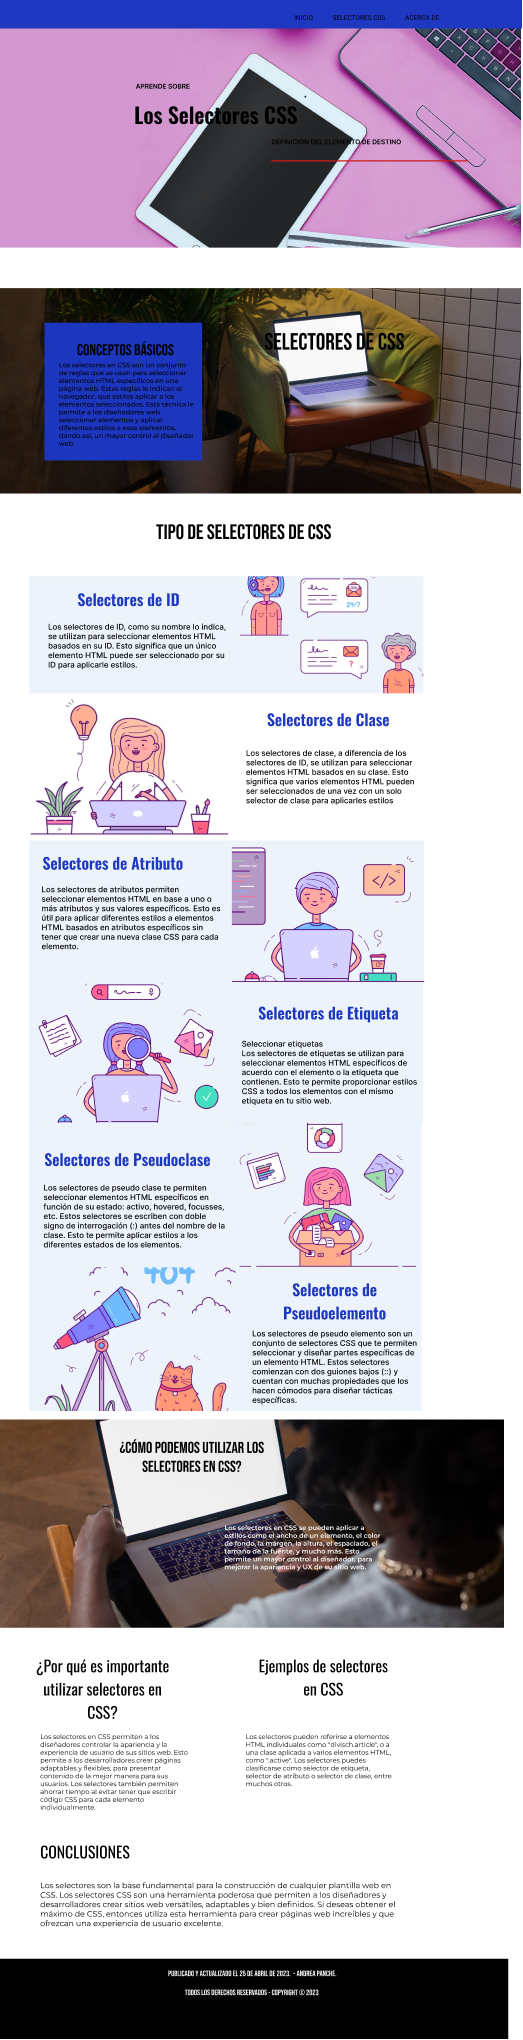 INICIO SELECTORES CSS ACERCA DE
APRENDE SOBRE
Los Selectores CSS
DEFINICION DEL ELEMENTO DE DESTINO
CONCEPTOS BÁSICOS
Los selectores en CSS son un conjunto
de reglas que se usan para seleccionar
elementos HTML específicos en una
página web. Estas reglas le indican al
navegador, que estilos aplicar a los
elementos seleccionados. Esta técnica le
permite a los diseñadores web
seleccionar elementos y aplicar
diferentes estilos a esos elementos,
dando así, un mayor control al diseñador
web.
SELECTORES DE CSS
TIPO DE SELECTORES DE CSS
Selectores de ID
Los selectores de ID, como su nombre lo indica,
se utilizan para seleccionar elementos HTML
basados en su ID. Esto significa que un único
elemento HTML puede ser seleccionado por su
ID para aplicarle estilos.
24/7
?
Selectores de Clase
Los selectores de clase, a diferencia de los
selectores de ID, se utilizan para seleccionar
elementos HTML basados en su clase. Esto
significa que varios elementos HTML pueden
ser seleccionados de una vez con un solo
selector de clase para aplicarles estilos
Selectores de Atributo
Los selectores de atributos permiten
seleccionar elementos HTML en base a uno o
más atributos y sus valores específicos. Esto es
útil para aplicar diferentes estilos a elementos
HTML basados en atributos específicos sin
tener que crear una nueva clase CSS para cada
elemento.
</>
Selectores de Etiqueta
Seleccionar etiquetas
Los selectores de etiquetas se utilizan para
seleccionar elementos HTML específicos de
acuerdo con el elemento o la etiqueta que
contienen. Esto te permite proporcionar estilos
CSS a todos los elementos con el mismo
etiqueta en tu sitio web.
Selectores de Pseudoclase
Los selectores de pseudo clase te permiten
seleccionar elementos HTML específicos en
función de su estado: activo, hovered, focusses,
etc. Estos selectores se escriben con doble
signo de interrogación (:) antes del nombre de la
clase. Esto te permite aplicar estilos a los
diferentes estados de los elementos.
404
Selectores de
Pseudoelemento
Los selectores de pseudo elemento son un
conjunto de selectores CSS que te permiten
seleccionar y diseñar partes específicas de
un elemento HTML. Estos selectores
comienzan con dos guiones bajos (::) y
cuentan con muchas propiedades que los
hacen cómodos para diseñar tácticas
específicas.
¿CÓMO PODEMOS UTILIZAR LOS
SELECTORES EN CSS?
Los selectores en CSS se pueden aplicar a
estilos como el ancho de un elemento, el color
de fondo, la márgen, la altura, el espaciado, el
tamaño de la fuente, y mucho más. Esto
permite un mayor control al diseñador, para
mejorar la apariencia y UX de su sitio web.
¿Por qué es importante
utilizar selectores en
CSS?
Los selectores en CSS permiten a los
diseñadores controlar la apariencia y la
experiencia de usuario de sus sitios web. Esto
permite a los desarrolladores crear páginas
adaptables y flexibles, para presentar
contenido de la mejor manera para sus
usuarios. Los selectores también permiten
ahorrar tiempo al evitar tener que escribir
código CSS para cada elemento
individualmente.
Ejemplos de selectores
en CSS
Los selectores pueden referirse a elementos
HTML individuales como "divisch.article", o a
una clase aplicada a varios elementos HTML,
como ".active". Los selectores puedes
clasificarse como selector de etiqueta,
selector de atributo o selector de clase, entre
muchos otros.
CONCLUSIONES
Los selectores son la base fundamental para la construcción de cualquier plantilla web en
CSS. Los selectores CSS son una herramienta poderosa que permiten a los diseñadores y
desarrolladores crear sitios web versátiles, adaptables y bien definidos. Si deseas obtener el
máximo de CSS, entonces utiliza esta herramienta para crear páginas web increíbles y que
ofrezcan una experiencia de usuario excelente.
PUBLICADO Y ACTUALIZADO EL 25 DE ABRIL DE 2023. - ANDREA PANCHE.
TODOS LOS DERECHOS RESERVADOS - COPYRIGHT © 2023